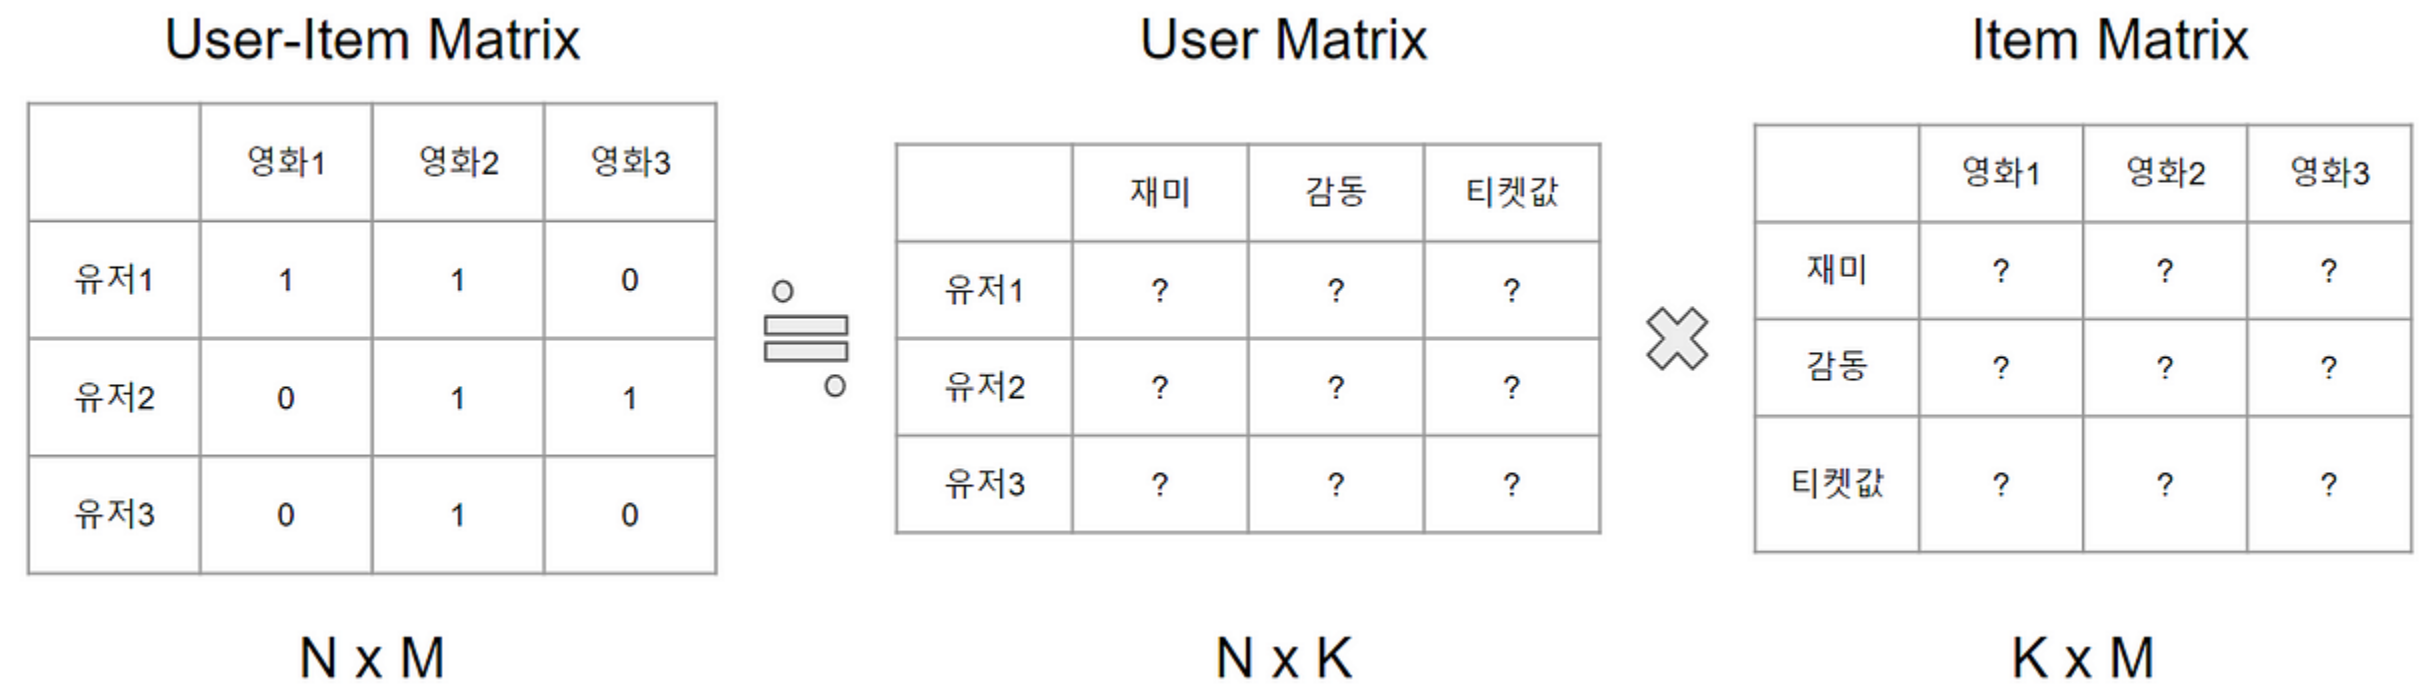 User-Item Matrix
영화1 영화2 영화3
유저1 1 1 0
유저2 0 1 1
유저3 0 1 0
N x M
User Matrix
재미 감동 티켓값
유저1 ? ? ?
유저2 ? ? ?
유저3 ? ? ?
N x K
Item Matrix
영화1 영화2 영화3
재미 ? ? ?
감동 ? ? ?
티켓값 ? ? ?
K x M